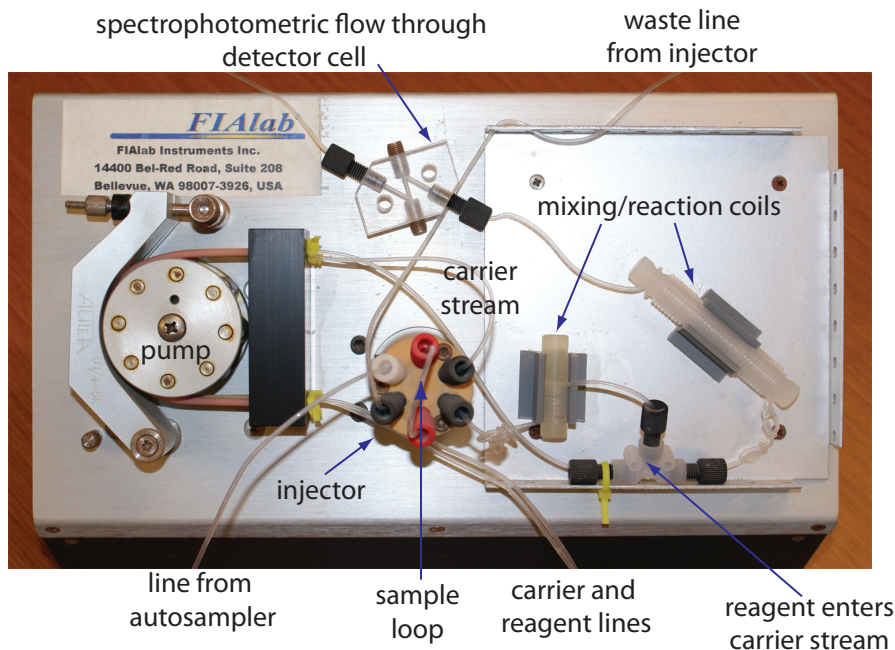 spectrophotometric flow through
detector cell
waste line
from injector
FIAlab
FIAlab Instruments Inc.
14400 Bel-Red Road, Suite 208
Bellevue, WA 98007-3926, USA
mixing/reaction coils
carrier
stream
ALITEA
pump
injector
line from
autosampler
sample
loop
carrier and
reagent lines
reagent enters
carrier stream